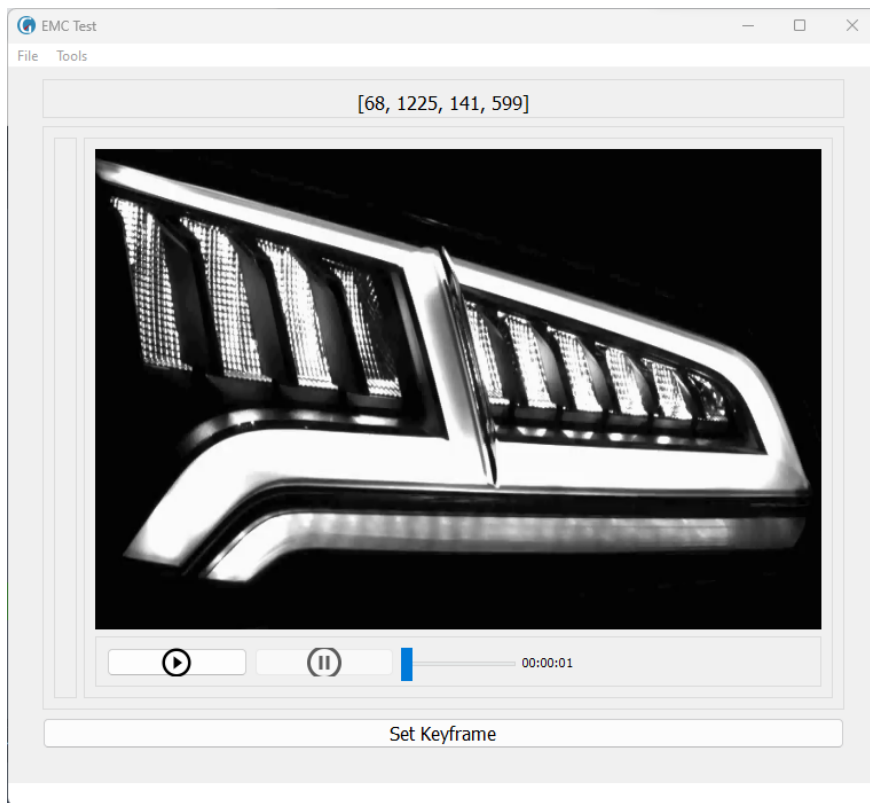 EMC Test
File Tools
[68, 1225, 141, 599]
00:00:01
Set Keyframe